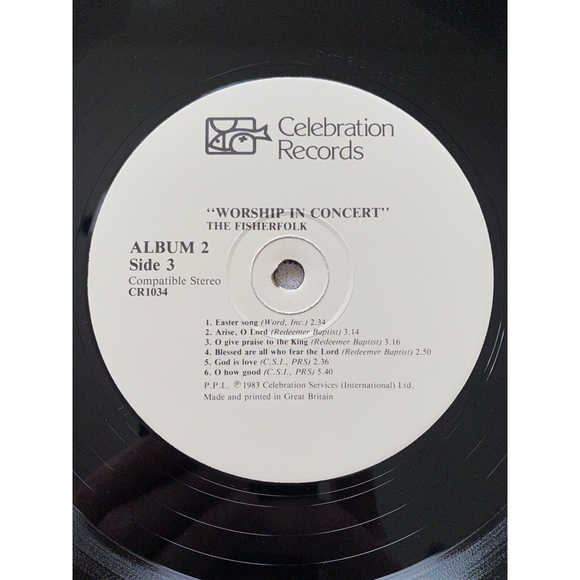 Celebration
Records
"WORSHIP IN CONCERT"
THE FISHERFOLK
ALBUM 2
Side 3
Compatible Stereo
CR1034
1. Easter song (Word, Inc.) 2.34
2. Arise, O Lord (Redeemer Baptist) 3.14
3. O give praise to the King (Redeemer Baptist) 3.16
4. Blessed are all who fear the Lord (Redeemer Baptist) 2.50
5. God is love (C.S.I., PRS) 2.36
6. O how good (C.S.I., PRS) 5.40
P.P.L. ℗ 1983 Celebration Services (International) Ltd.
Made and printed in Great Britain